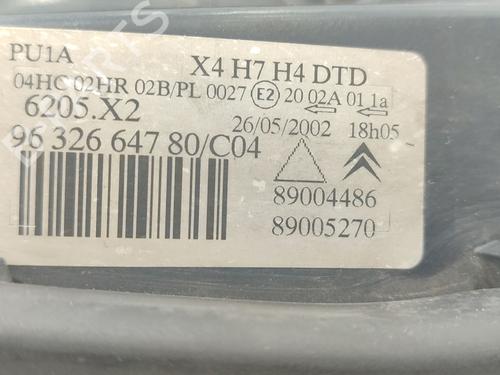 PU1A X4 H7 H4 DTD
04HC 02HR 02B/PL 0027 E2 20 02A 01 1a
6205.X2 26/05/2002 18h05
96 326 647 80/C04
89004486
89005270